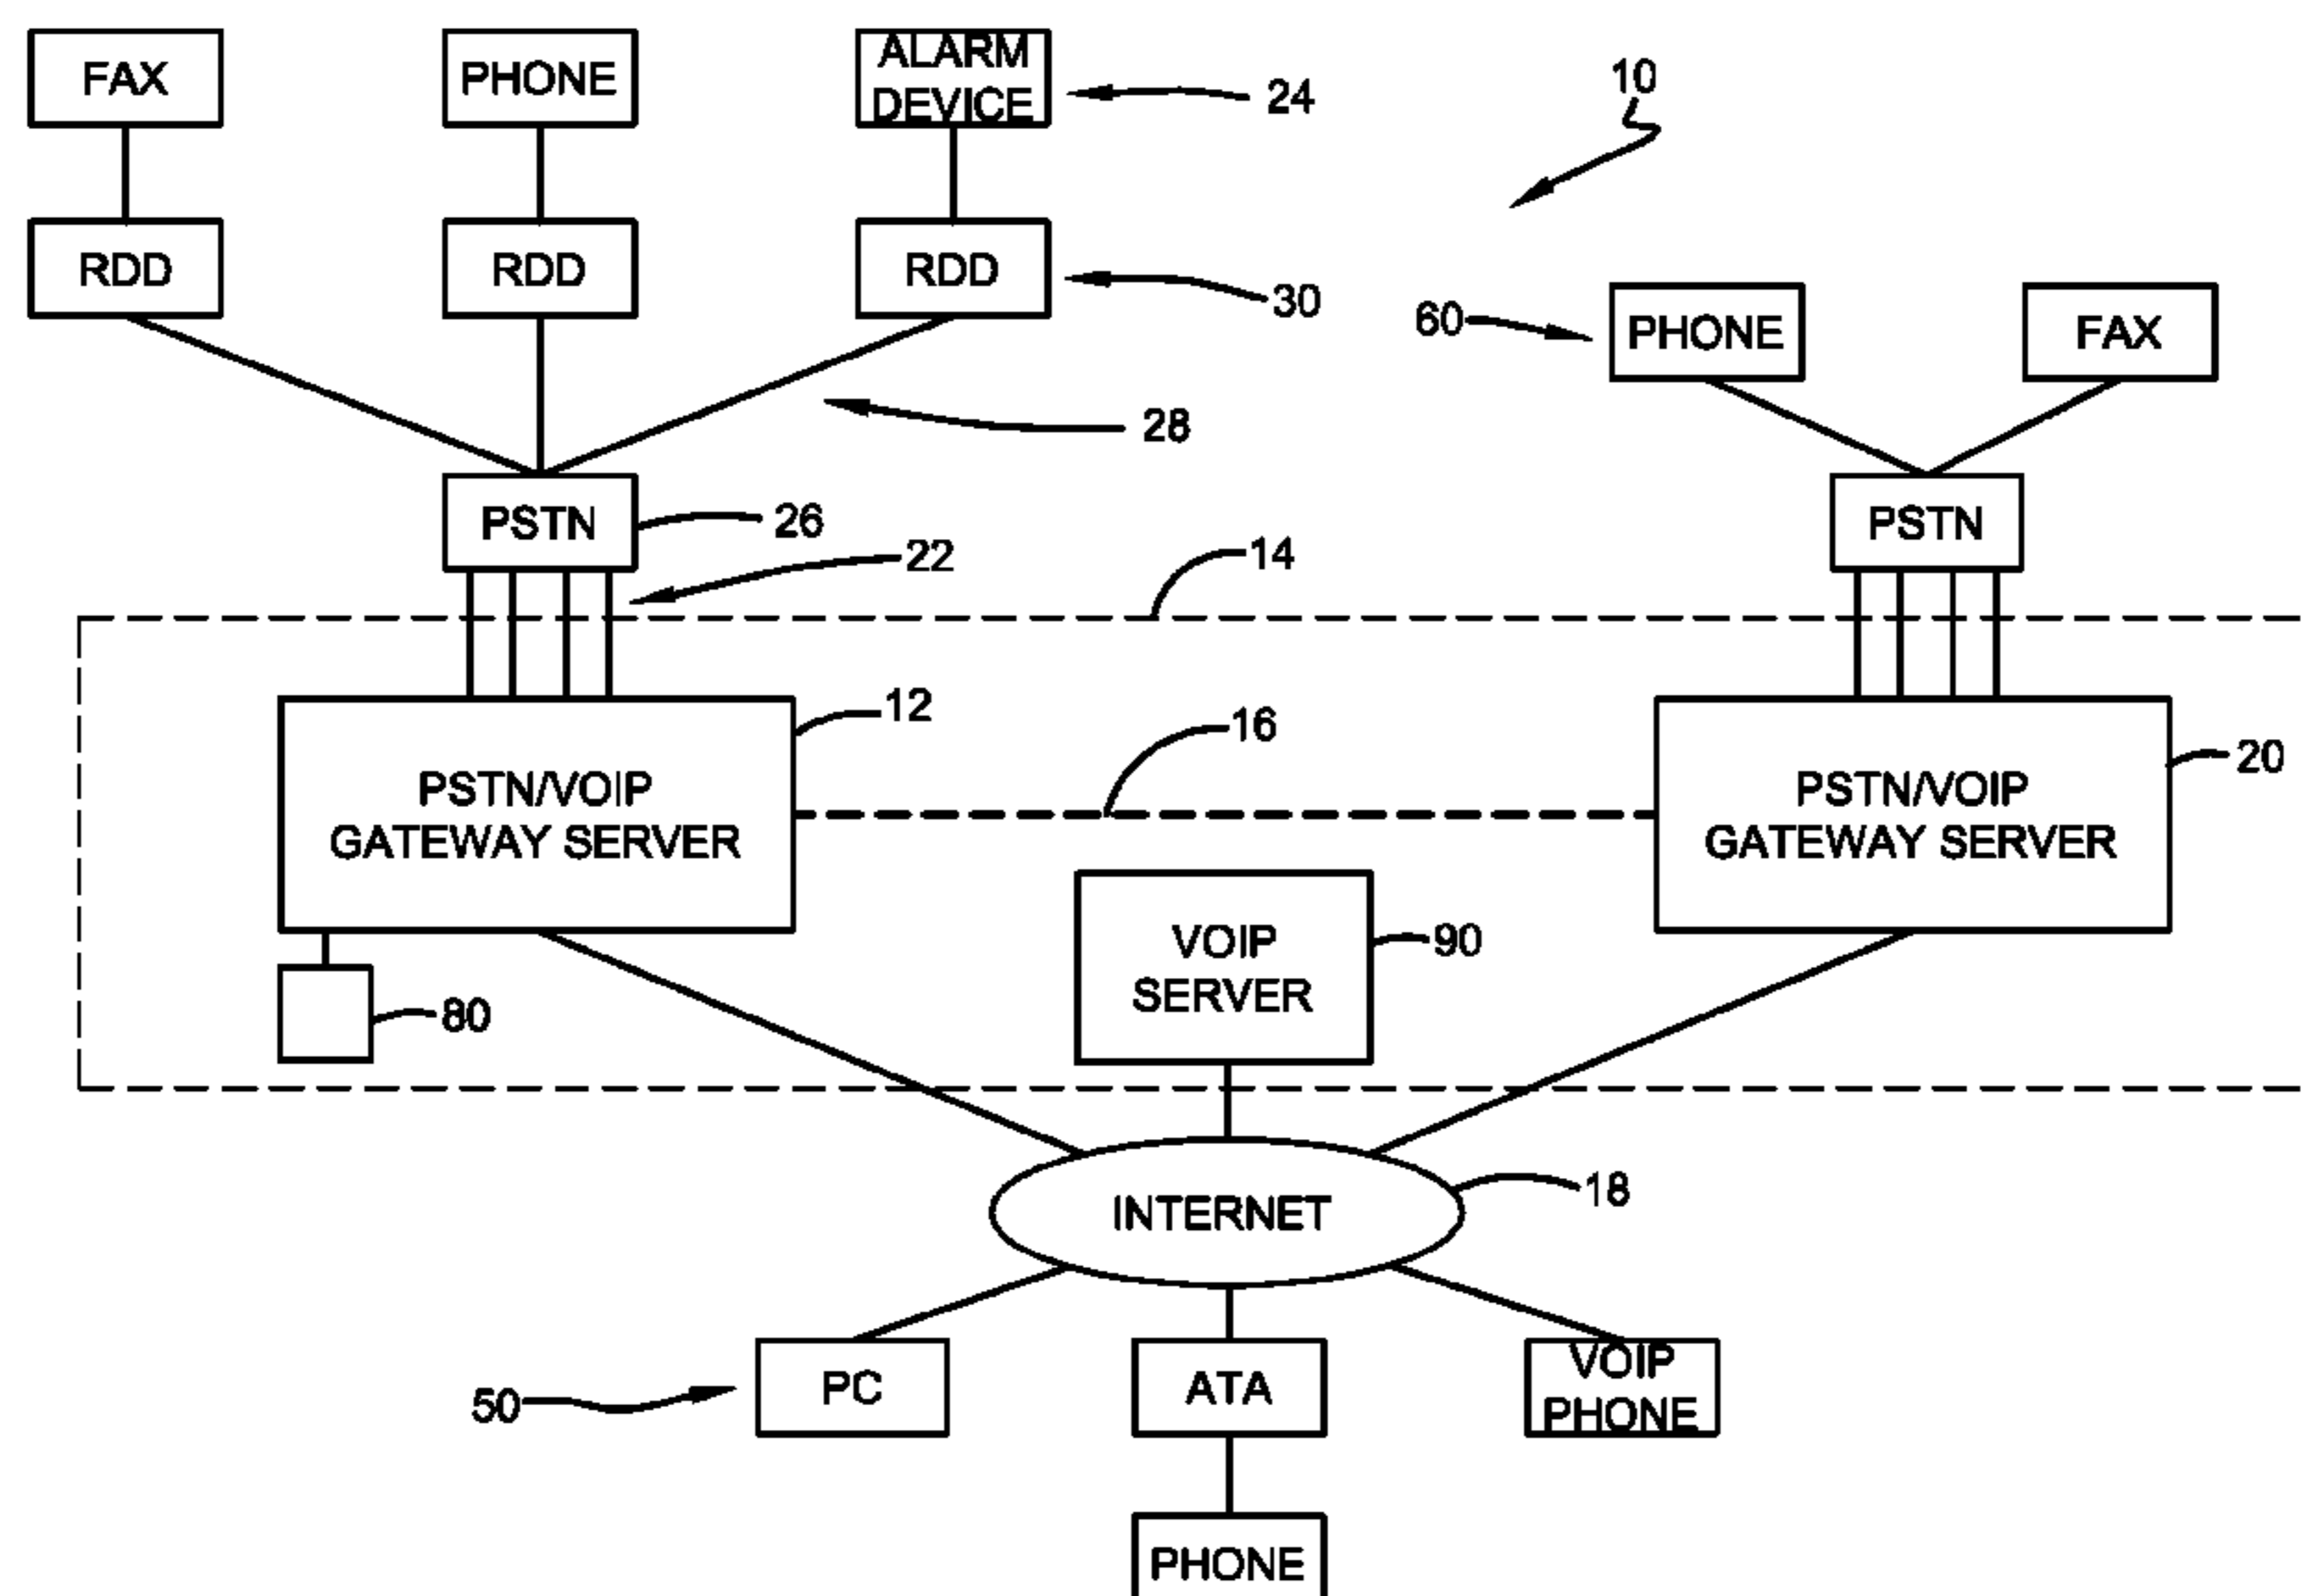 FAX
PHONE
ALARM
DEVICE
24
10
RDD
RDD
RDD
30
60
PHONE
FAX
28
PSTN
26
PSTN
22
14
12
16
20
PSTN/VOIP
GATEWAY SERVER
PSTN/VOIP
GATEWAY SERVER
VOIP
SERVER
90
80
INTERNET
18
50
PC
ATA
VOIP
PHONE
PHONE